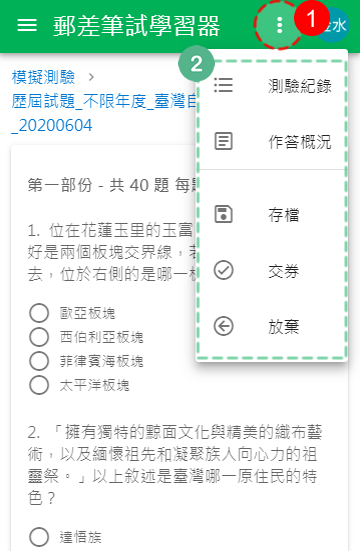 郵差筆試學習器
1
水
2
模擬測驗
歷屆試題_不限年度_臺灣自
_20200604
測驗紀錄
作答概況
存檔
交券
放棄
第一部份 - 共 40 題 每
1. 位在花蓮玉里的玉富
好是兩個板塊交界線，
去，位於右側的是哪一
歐亞板塊
西伯利亞板塊
菲律賓海板塊
太平洋板塊
2. 「擁有獨特的黥面文化與精美的織布藝
術，以及緬懷祖先和凝聚族人向心力的祖
靈祭。」以上敘述是臺灣哪一原住民的特
色？
達悟族